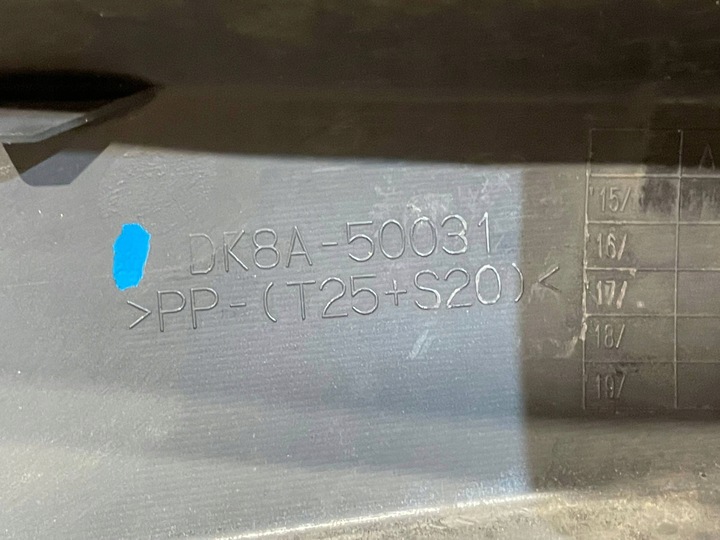 DK8A-50031
>PP-(T25+S20)<
A
'15/
16/
17/
18/
19/